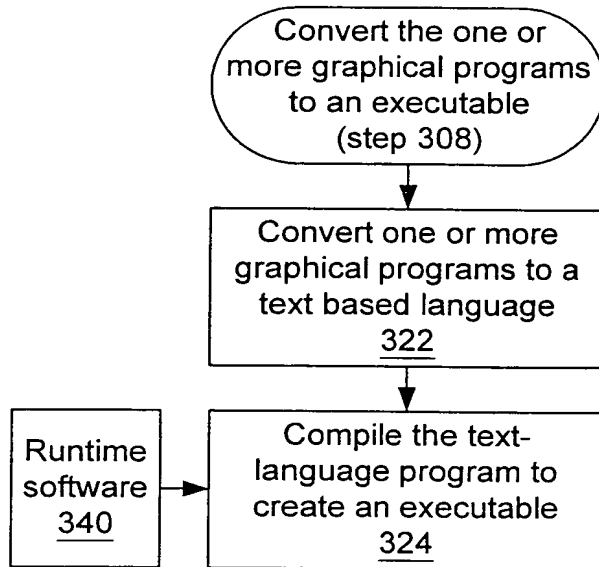 Convert the one or
more graphical programs
to an executable
(step 308)
Convert one or more
graphical programs to a
text based language
322
Runtime
software
340
Compile the text-
language program to
create an executable
324